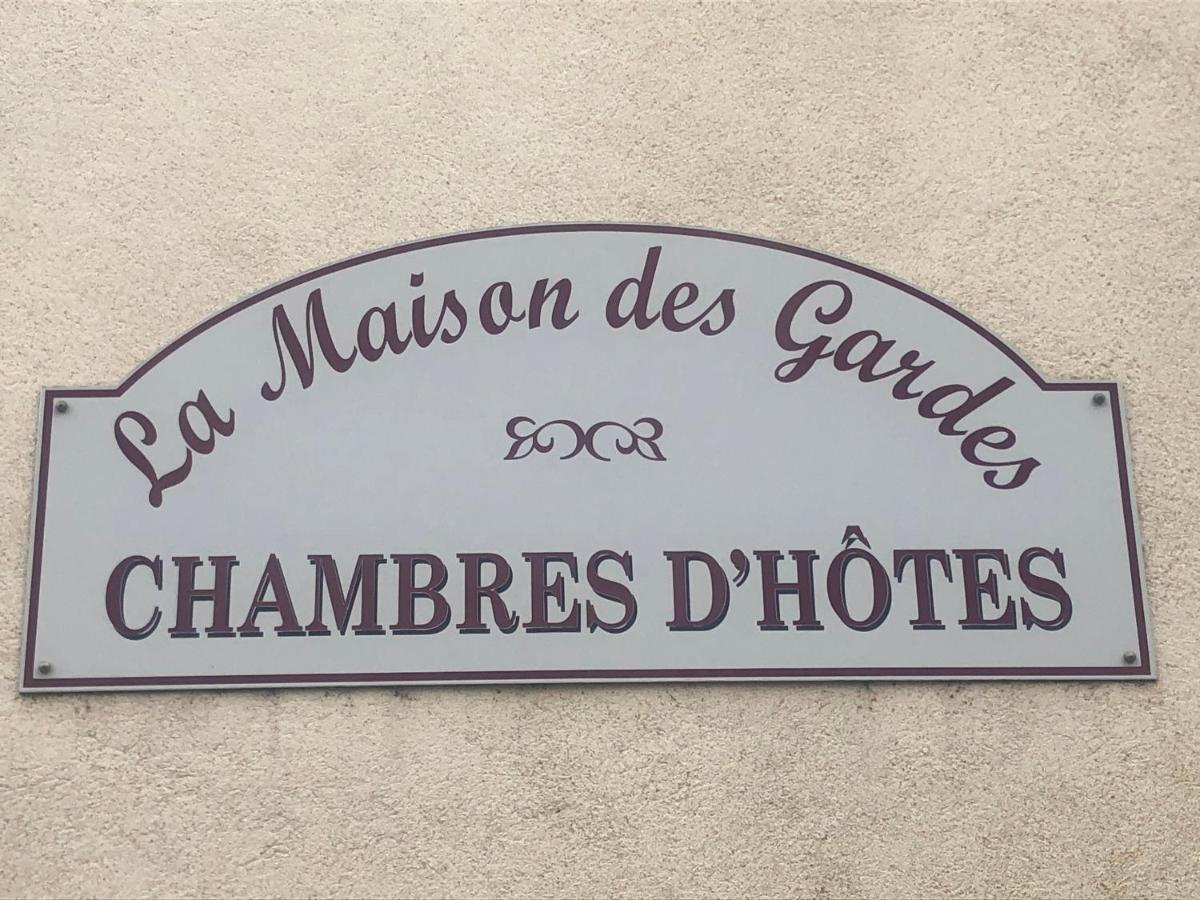 La Maison des Gardes
CHAMBRES D'HÔTES